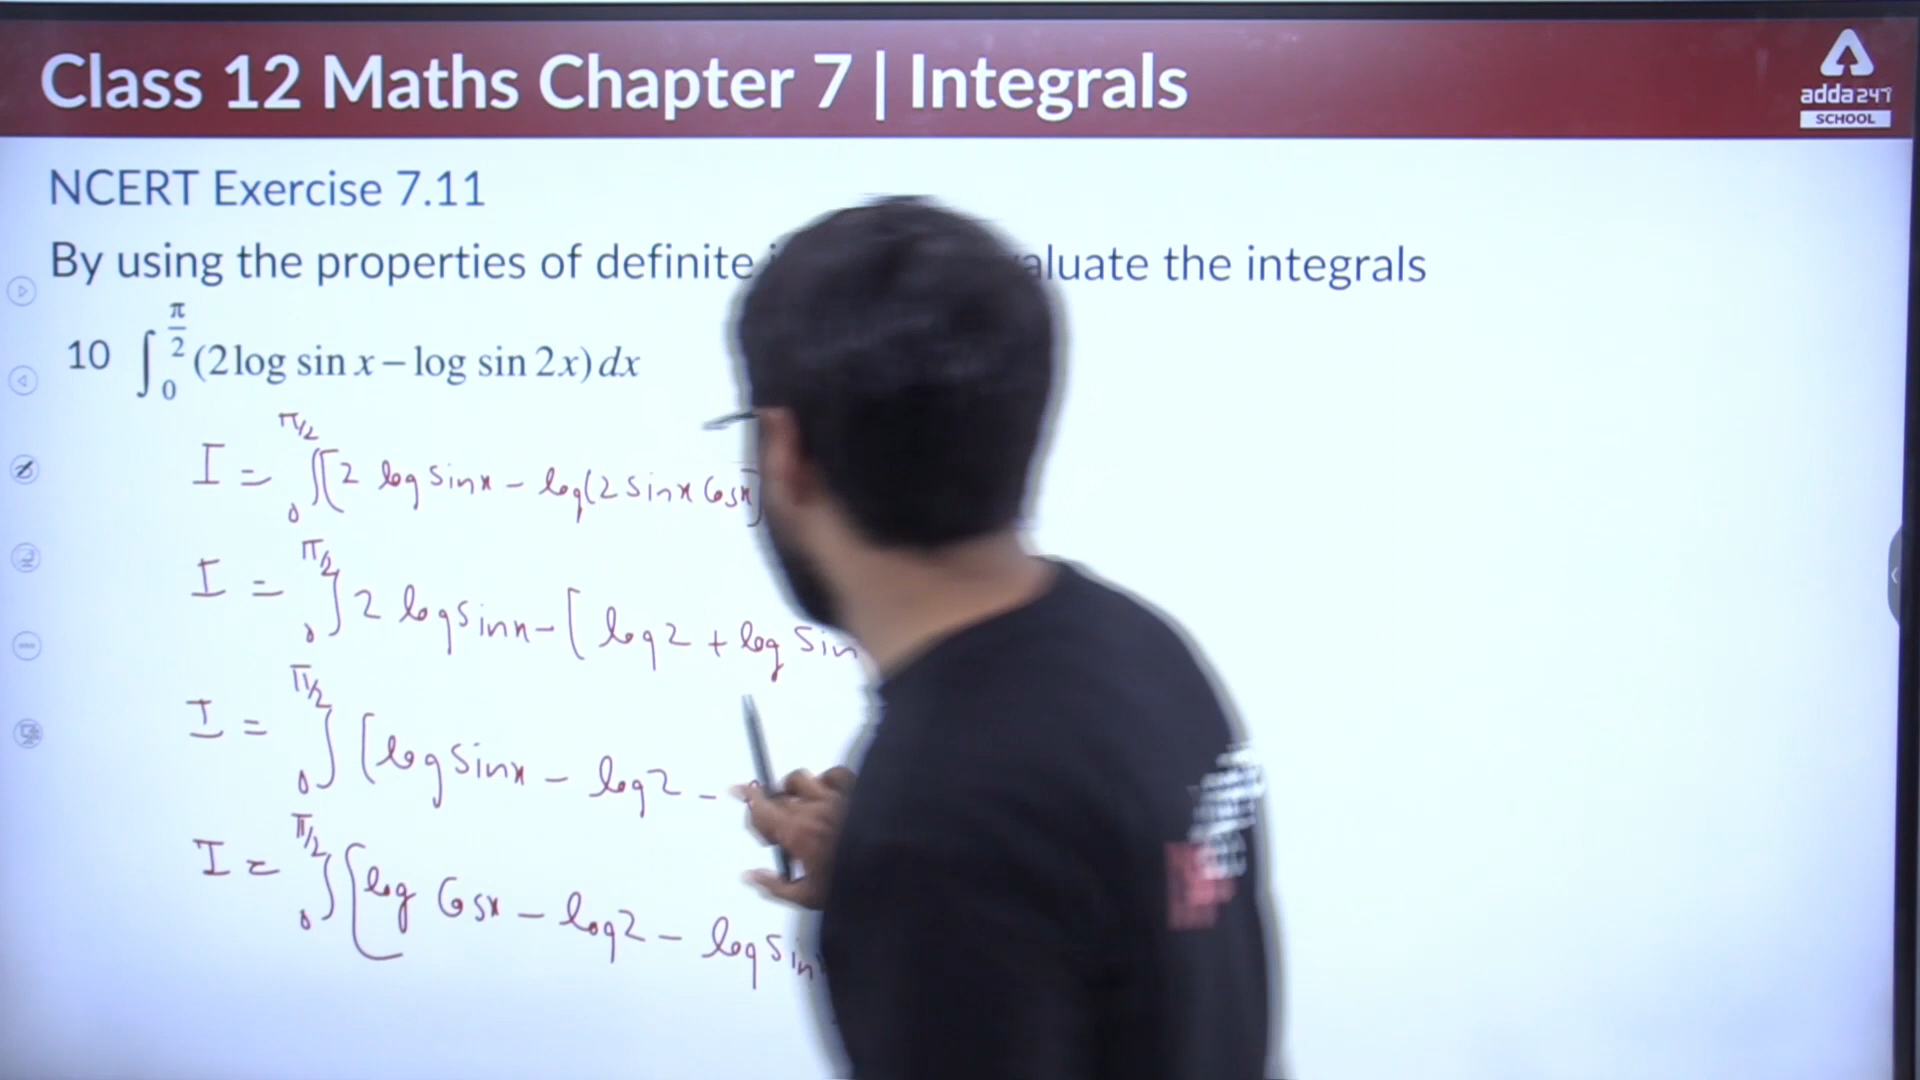 Class 12 Maths Chapter 7 | Integrals
adda247
SCHOOL
NCERT Exercise 7.11
By using the properties of definite aluate the integrals
10 ∫₀^{π/2} (2 log sin x – log sin 2x) dx
I = ∫₀^{π/2} [2 log sinx – log(2 sinx cosx)
I = ∫₀^{π/2} 2 log sinx – [log2 + log sin
I = ∫₀^{π/2} [log sinx – log2 –
I = ∫₀^{π/2} [log cosx – log2 – log sin